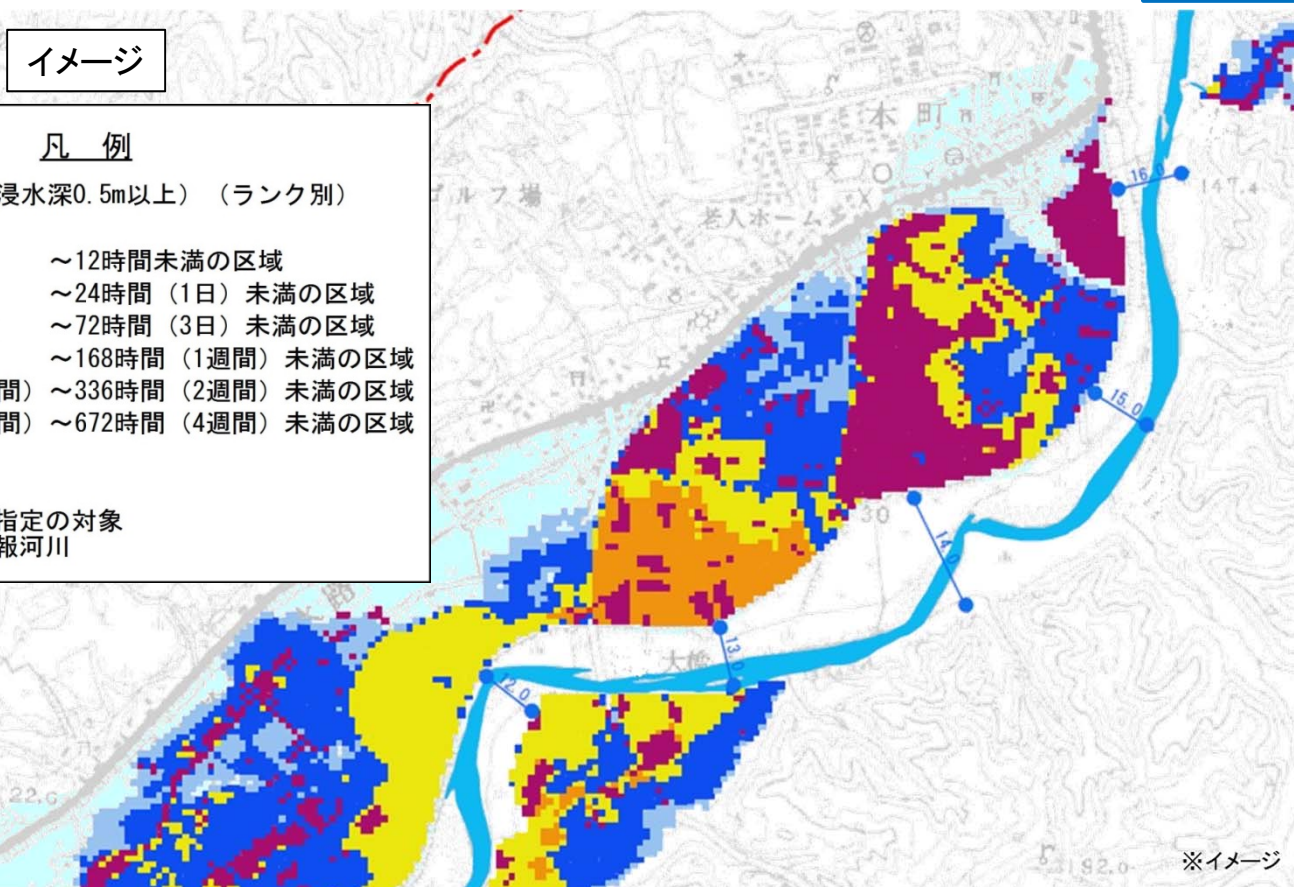 イメージ
凡 例
浸水深0.5m以上） （ランク別）
～12時間未満の区域
～24時間（1日）未満の区域
～72時間（3日）未満の区域
～168時間（1週間）未満の区域
間）～336時間（2週間）未満の区域
間）～672時間（4週間）未満の区域
指定の対象
報河川
本町
ゴルフ場
老人ホーム
16.0
147.4
15.0
30
14.0
13.0
大橋
12.0
路
22.6
192.0
※イメージ